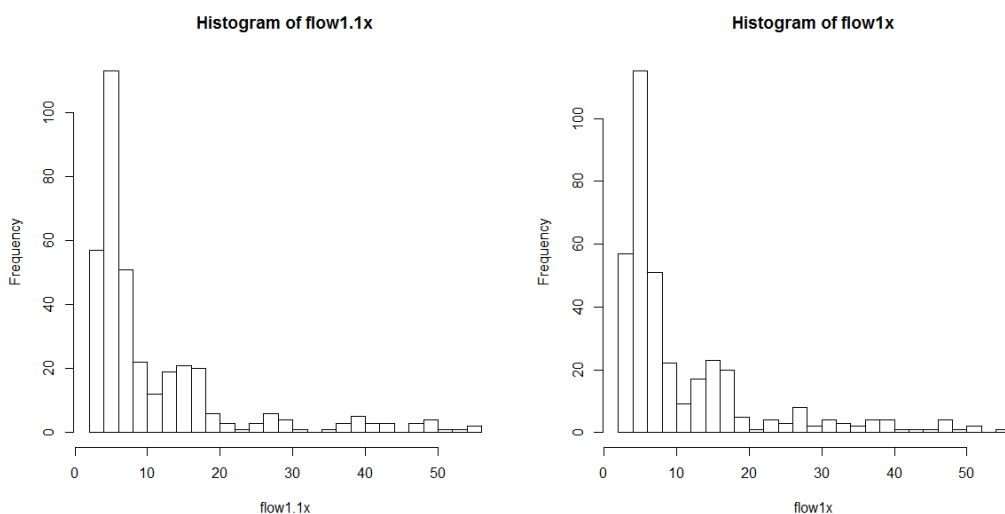 Histogram of flow1.1x
Frequency
0 20 40 60 80 100
0 10 20 30 40 50
flow1.1x
Histogram of flow1x
Frequency
0 20 40 60 80 100
0 10 20 30 40 50
flow1x